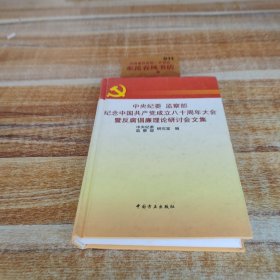 中央纪委 监察部
纪念中国共产党成立八十周年大会
暨反腐倡廉理论研讨会文集
中央纪委
监察部 研究室 编
中国方正出版社